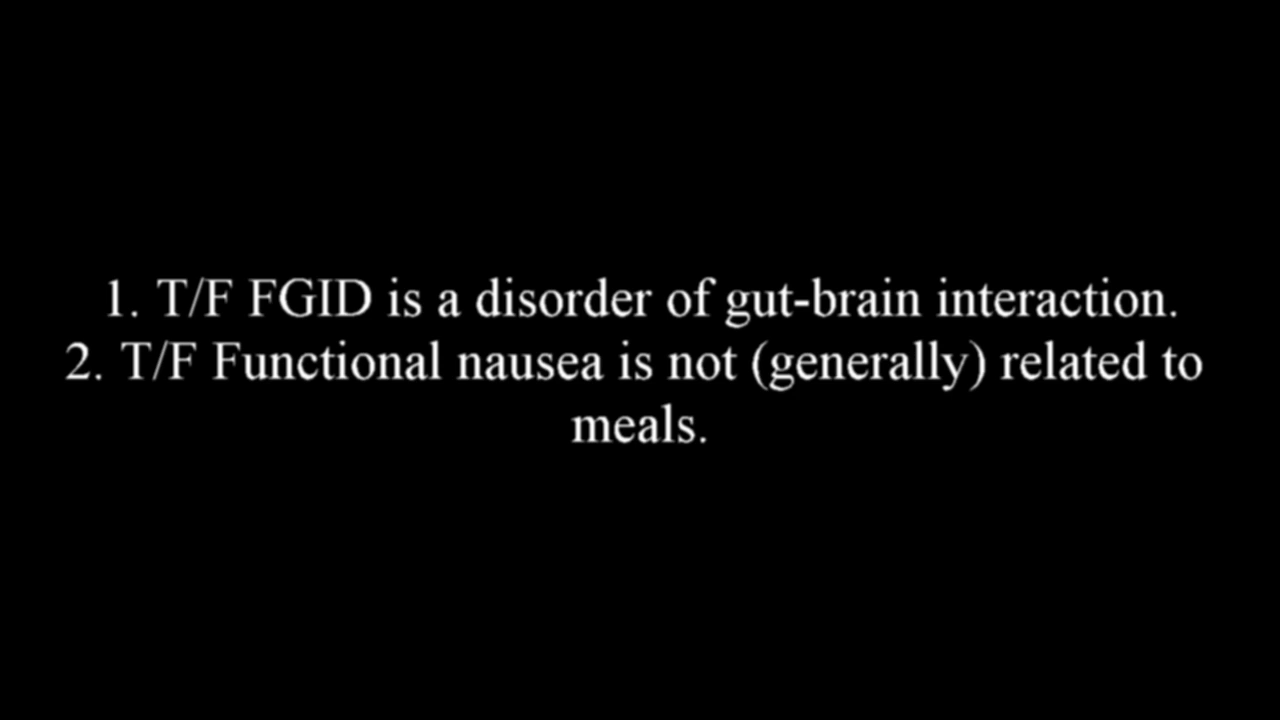 1. T/F FGID is a disorder of gut-brain interaction.
2. T/F Functional nausea is not (generally) related to
meals.